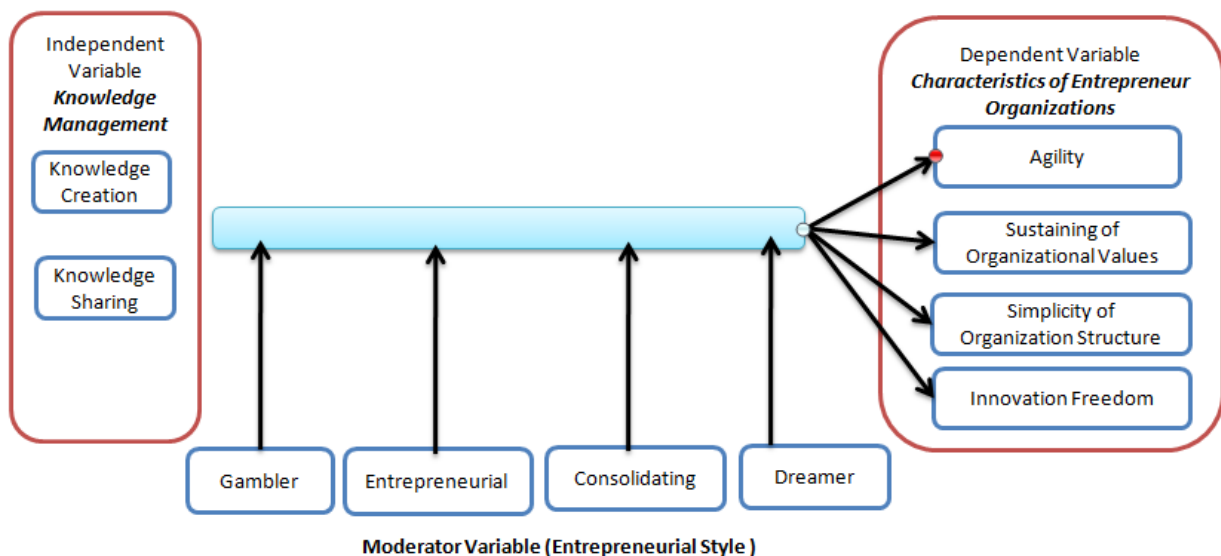 Independent
Variable
Knowledge
Management
Knowledge
Creation
Knowledge
Sharing
Dependent Variable
Characteristics of Entrepreneur
Organizations
Agility
Sustaining of
Organizational Values
Simplicity of
Organization Structure
Innovation Freedom
Gambler
Entrepreneurial
Consolidating
Dreamer
Moderator Variable (Entrepreneurial Style )